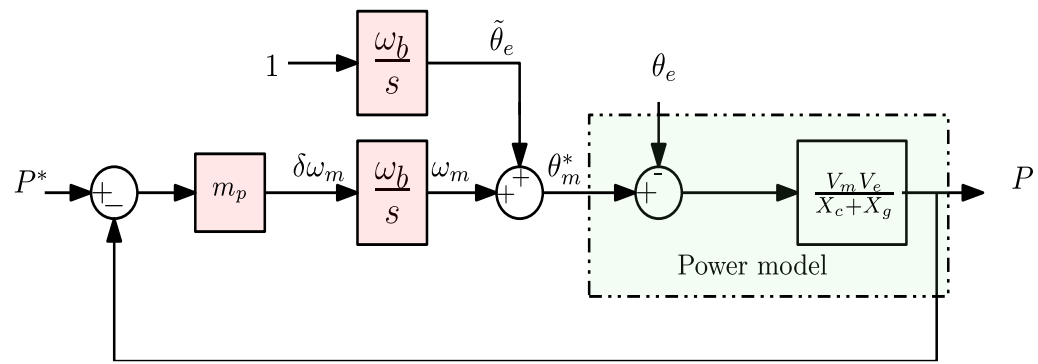 1
ω_b
s
θ̃_e
θ_e
P*
+
−
m_p
δω_m
ω_b
s
ω_m
+
+
θ*_m
-
+
V_m V_e
X_c+X_g
P
Power model